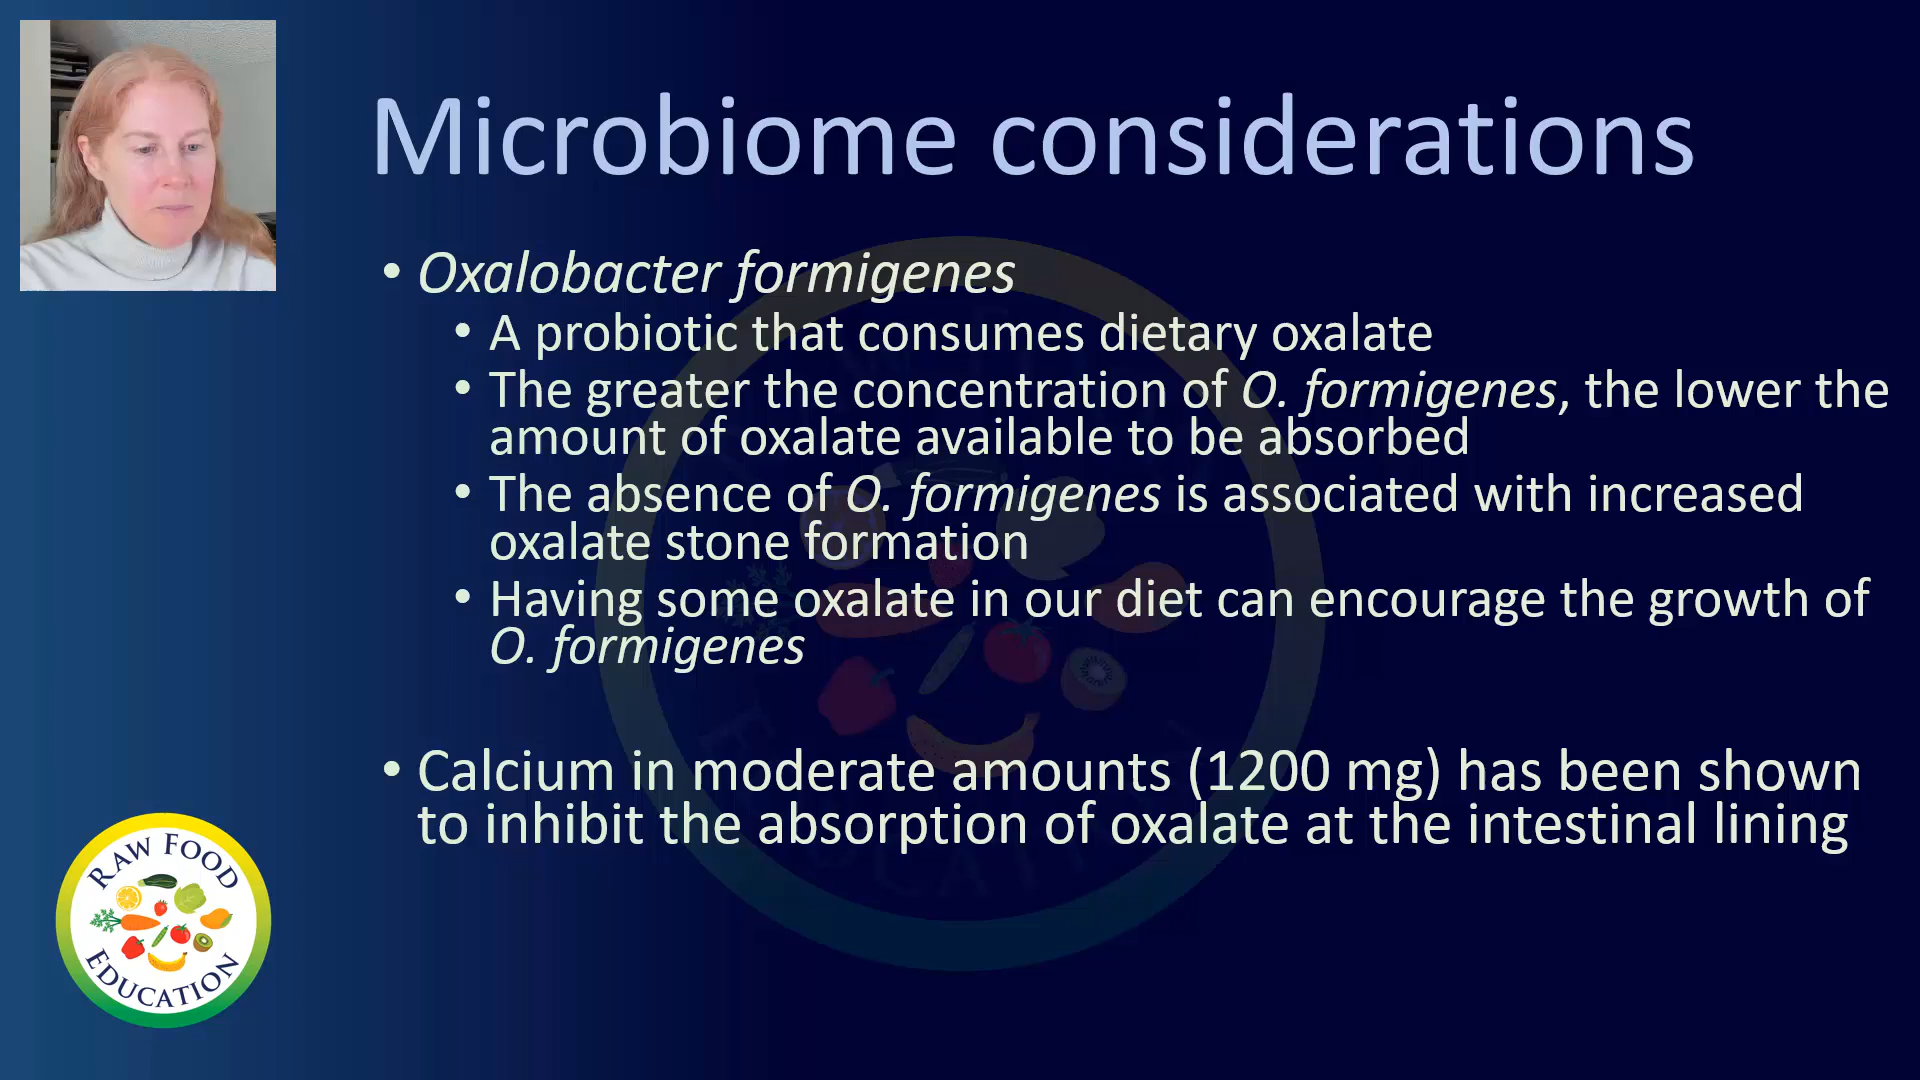 Microbiome considerations
• Oxalobacter formigenes
• A probiotic that consumes dietary oxalate
• The greater the concentration of O. formigenes, the lower the
amount of oxalate available to be absorbed
• The absence of O. formigenes is associated with increased
oxalate stone formation
• Having some oxalate in our diet can encourage the growth of
O. formigenes
• Calcium in moderate amounts (1200 mg) has been shown
to inhibit the absorption of oxalate at the intestinal lining
RAW FOOD
EDUCATION